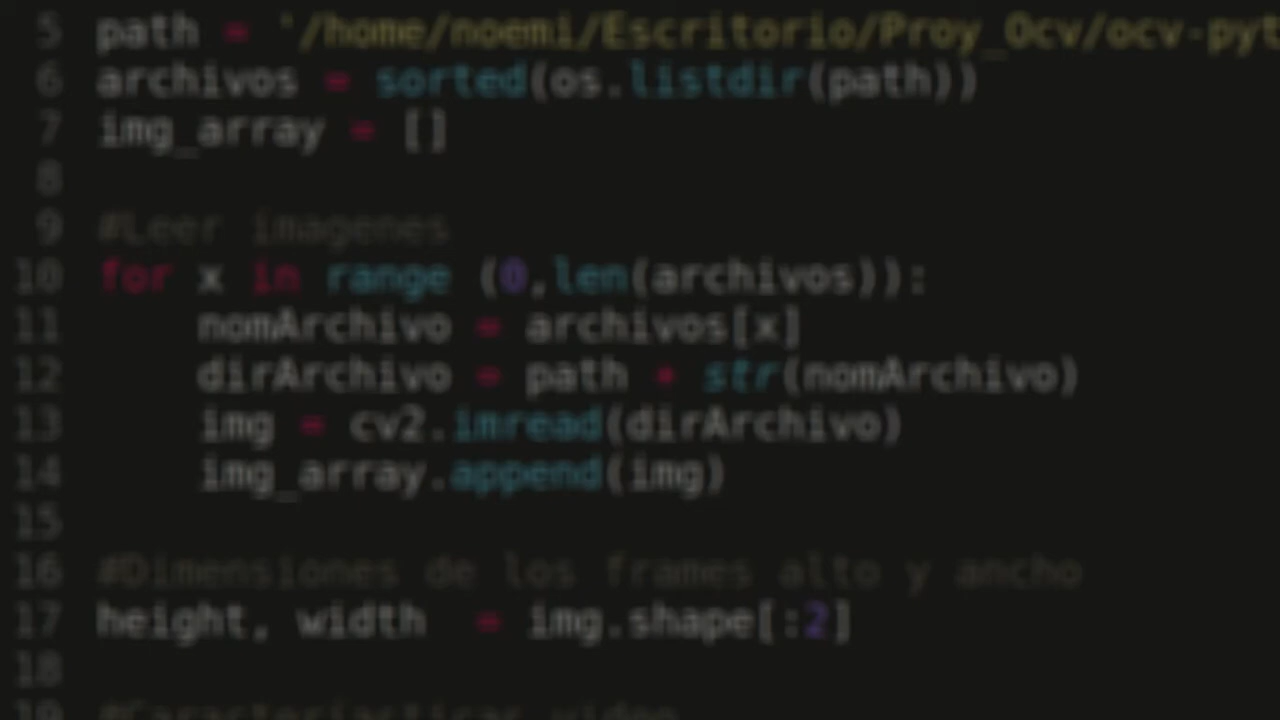 5 path = '/home/noemi/Escritorio/Proy_Ocv/ocv-pyt
6 archivos = sorted(os.listdir(path))
7 img_array = []
8
9 #Leer imagenes
10 for x in range (0,len(archivos)):
11 nomArchivo = archivos[x]
12 dirArchivo = path + str(nomArchivo)
13 img = cv2.imread(dirArchivo)
14 img_array.append(img)
15
16 #Dimensiones de los frames alto y ancho
17 height, width = img.shape[:2]
18
19 video